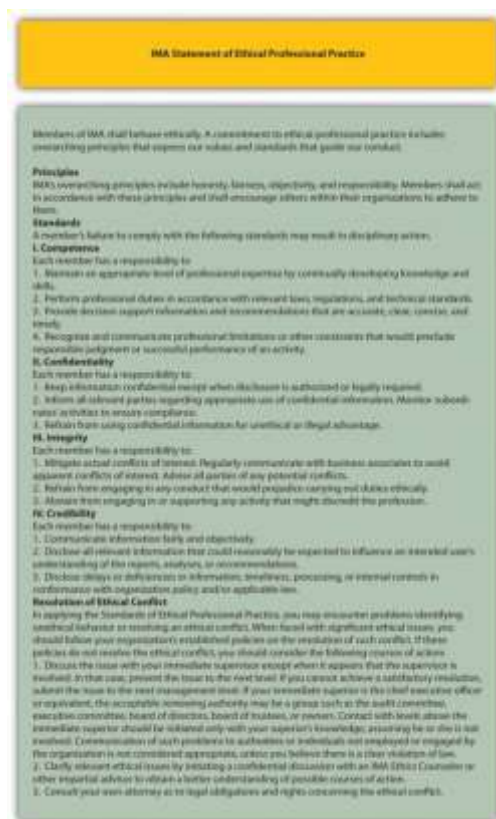 IMA Statement of Ethical Professional Practice
Members of IMA shall behave ethically. A commitment to ethical professional practice includes
overarching principles that express our values and standards that guide our conduct.
Principles
IMA's overarching principles include honesty, fairness, objectivity, and responsibility. Members shall act
in accordance with these principles and shall encourage others within their organizations to adhere to
them.
Standards
A member's failure to comply with the following standards may result in disciplinary action.
I. Competence
Each member has a responsibility to:
1. Maintain an appropriate level of professional expertise by continually developing knowledge and
skills.
2. Perform professional duties in accordance with relevant laws, regulations, and technical standards.
3. Provide decision support information and recommendations that are accurate, clear, concise, and
timely.
4. Recognize and communicate professional limitations or other constraints that would preclude
responsible judgment or successful performance of an activity.
II. Confidentiality
Each member has a responsibility to:
1. Keep information confidential except when disclosure is authorized or legally required.
2. Inform all relevant parties regarding appropriate use of confidential information. Monitor subordi-
nates' activities to ensure compliance.
3. Refrain from using confidential information for unethical or illegal advantage.
III. Integrity
Each member has a responsibility to:
1. Mitigate actual conflicts of interest. Regularly communicate with business associates to avoid
apparent conflicts of interest. Advise all parties of any potential conflicts.
2. Refrain from engaging in any conduct that would prejudice carrying out duties ethically.
3. Abstain from engaging in or supporting any activity that might discredit the profession.
IV. Credibility
Each member has a responsibility to:
1. Communicate information fairly and objectively.
2. Disclose all relevant information that could reasonably be expected to influence an intended user's
understanding of the reports, analyses, or recommendations.
3. Disclose delays or deficiencies in information, timeliness, processing, or internal controls in
conformance with organization policy and/or applicable law.
Resolution of Ethical Conflict
In applying the Standards of Ethical Professional Practice, you may encounter problems identifying
unethical behavior or resolving an ethical conflict. When faced with significant ethical issues, you
should follow your organization's established policies on the resolution of such conflict. If these
policies do not resolve the ethical conflict, you should consider the following courses of action:
1. Discuss the issue with your immediate supervisor except when it appears that the supervisor is
involved. In that case, present the issue to the next level. If you cannot achieve a satisfactory resolution,
submit the issue to the next management level. If your immediate superior is the chief executive officer
or equivalent, the acceptable reviewing authority may be a group such as the audit committee,
executive committee, board of directors, board of trustees, or owners. Contact with levels above the
immediate superior should be initiated only with your superior's knowledge, assuming he or she is not
involved. Communication of such problems to authorities or individuals not employed or engaged by
the organization is not considered appropriate, unless you believe there is a clear violation of law.
2. Clarify relevant ethical issues by initiating a confidential discussion with an IMA Ethics Counselor or
other impartial advisor to obtain a better understanding of possible courses of action.
3. Consult your own attorney as to legal obligations and rights concerning the ethical conflict.